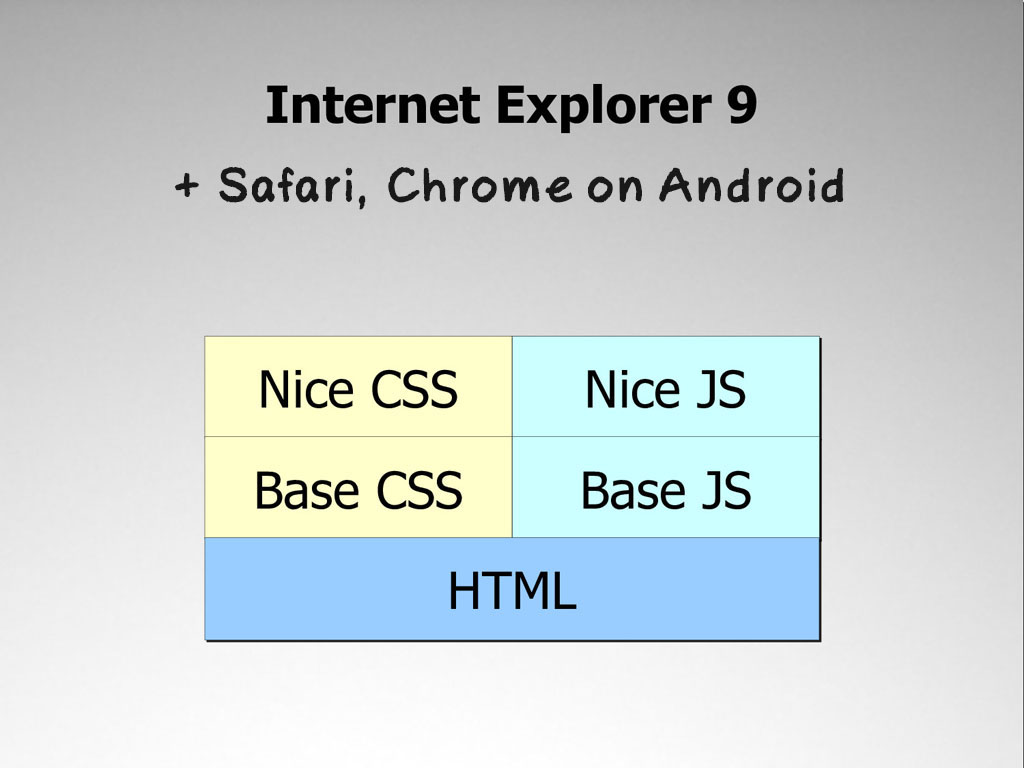 Internet Explorer 9
+ Safari, Chrome on Android
Nice CSS
Nice JS
Base CSS
Base JS
HTML